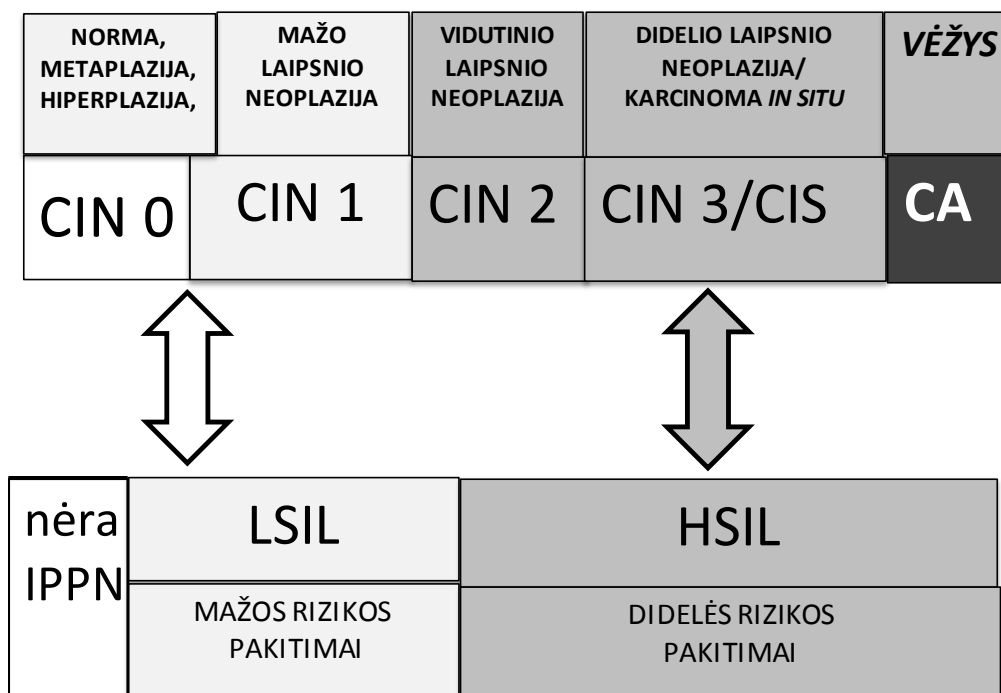 NORMA,
METAPLAZIJA,
HIPERPLAZIJA,
MAŽO
LAIPSNIO
NEOPLAZIJA
VIDUTINIO
LAIPSNIO
NEOPLAZIJA
DIDELIO LAIPSNIO
NEOPLAZIJA/
KARCINOMA IN SITU
VĖŽYS
CIN 0
CIN 1
CIN 2
CIN 3/CIS
CA
nėra
IPPN
LSIL
HSIL
MAŽOS RIZIKOS
PAKITIMAI
DIDELĖS RIZIKOS
PAKITIMAI